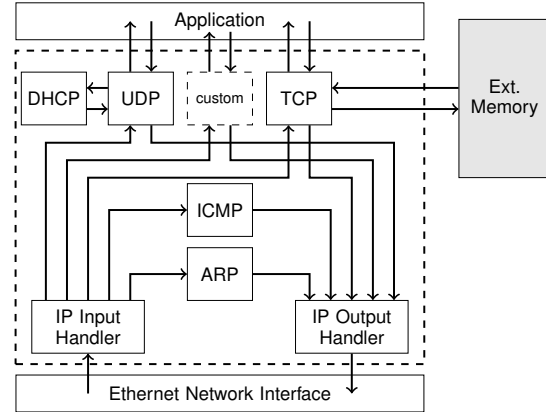 Application
DHCP
UDP
custom
TCP
Ext.
Memory
ICMP
ARP
IP Input
Handler
IP Output
Handler
Ethernet Network Interface